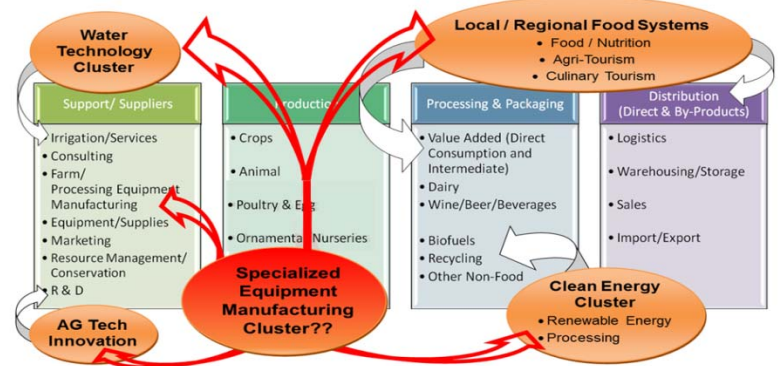 Water
Technology
Cluster
Local / Regional Food Systems
• Food / Nutrition
• Agri-Tourism
• Culinary Tourism
Support/ Suppliers
• Irrigation/Services
• Consulting
• Farm/
Processing Equipment
Manufacturing
• Equipment/Supplies
• Marketing
• Resource Management/
Conservation
• R & D
Production
• Crops
• Animal
• Poultry & Egg
• Ornamental Nurseries
Processing & Packaging
• Value Added (Direct
Consumption and
Intermediate)
• Dairy
• Wine/Beer/Beverages
• Biofuels
• Recycling
• Other Non-Food
Distribution
(Direct & By-Products)
• Logistics
• Warehousing/Storage
• Sales
• Import/Export
AG Tech
Innovation
Specialized
Equipment
Manufacturing
Cluster??
Clean Energy
Cluster
• Renewable Energy
• Processing